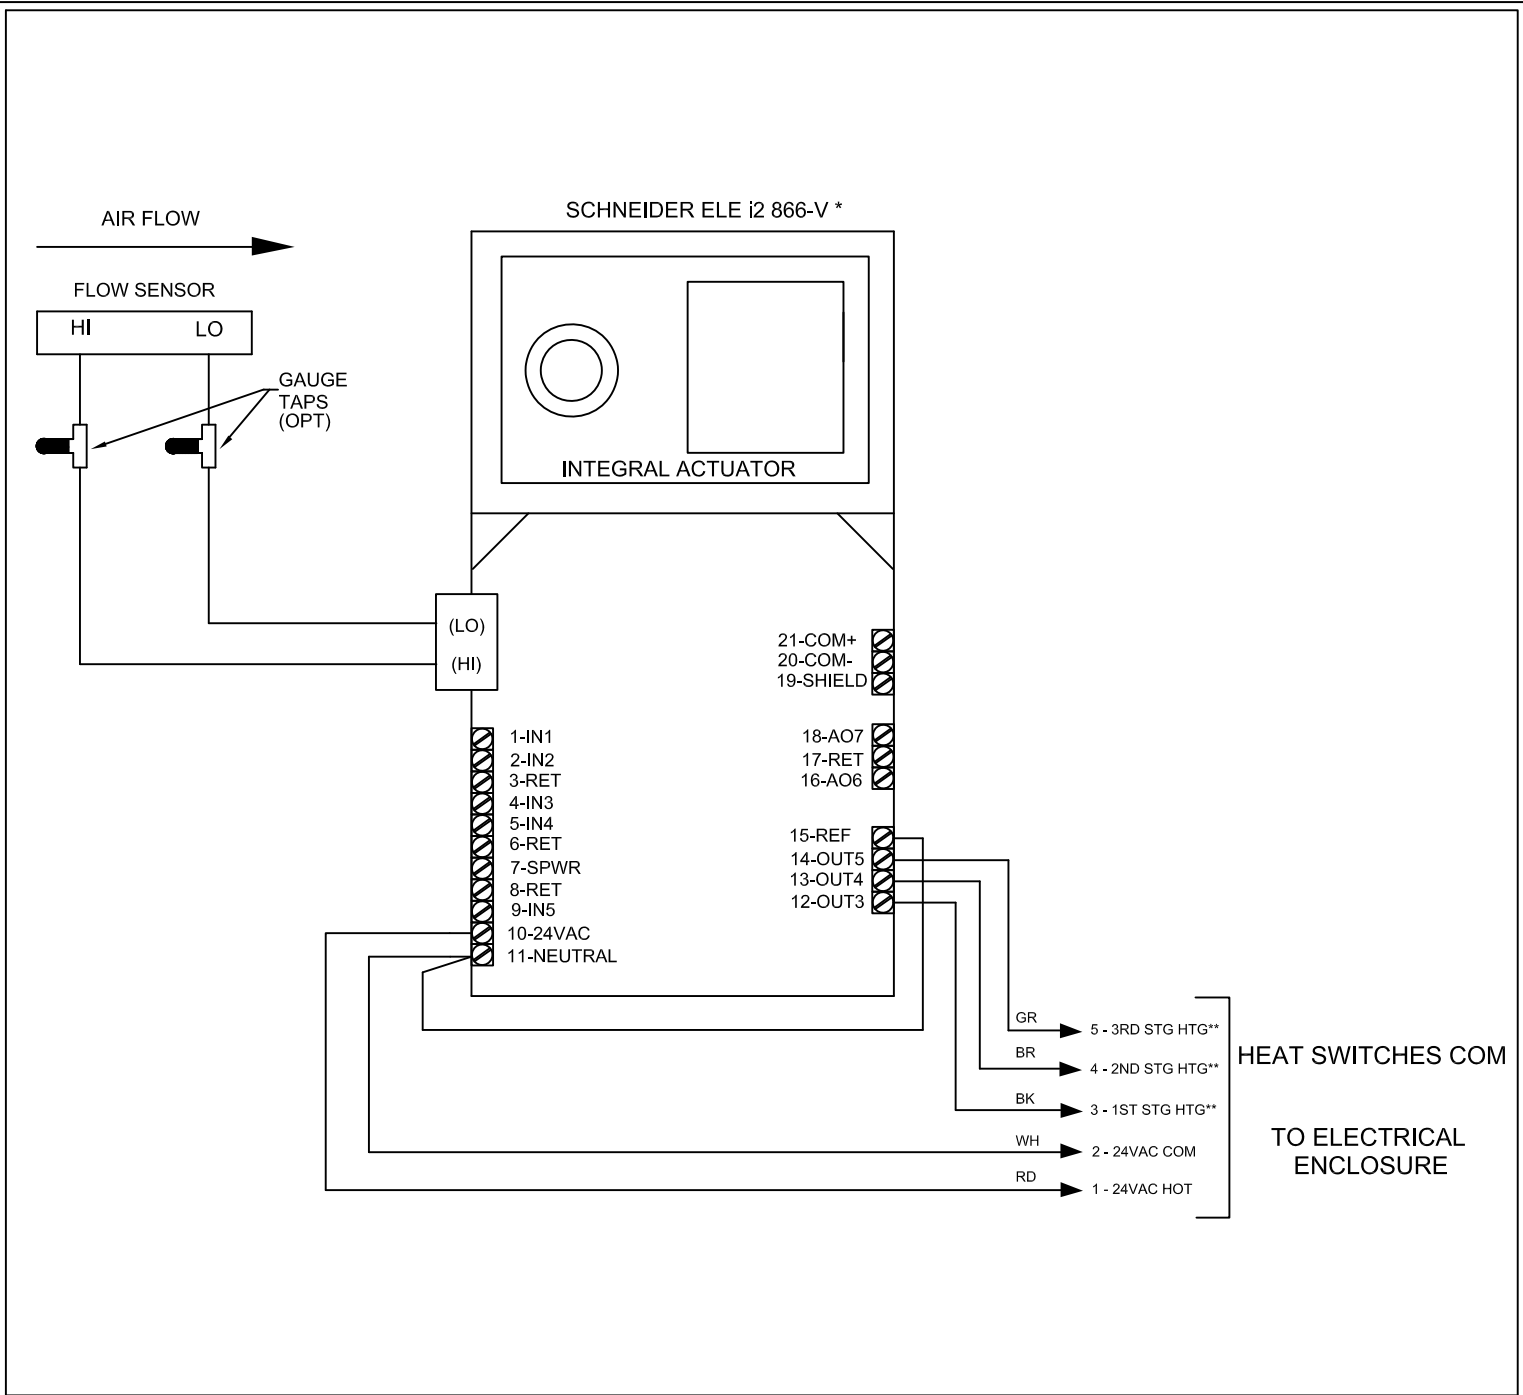 SCHNEIDER ELE i2 866-V *
AIR FLOW
FLOW SENSOR
HI
LO
GAUGE
TAPS
(OPT)
INTEGRAL ACTUATOR
(LO)
(HI)
21-COM+
20-COM-
19-SHIELD
1-IN1
2-IN2
3-RET
4-IN3
5-IN4
6-RET
7-SPWR
8-RET
9-IN5
10-24VAC
11-NEUTRAL
18-AO7
17-RET
16-AO6
15-REF
14-OUT5
13-OUT4
12-OUT3
GR
5 - 3RD STG HTG**
BR
4 - 2ND STG HTG**
BK
3 - 1ST STG HTG**
WH
2 - 24VAC COM
RD
1 - 24VAC HOT
HEAT SWITCHES COM
TO ELECTRICAL
ENCLOSURE